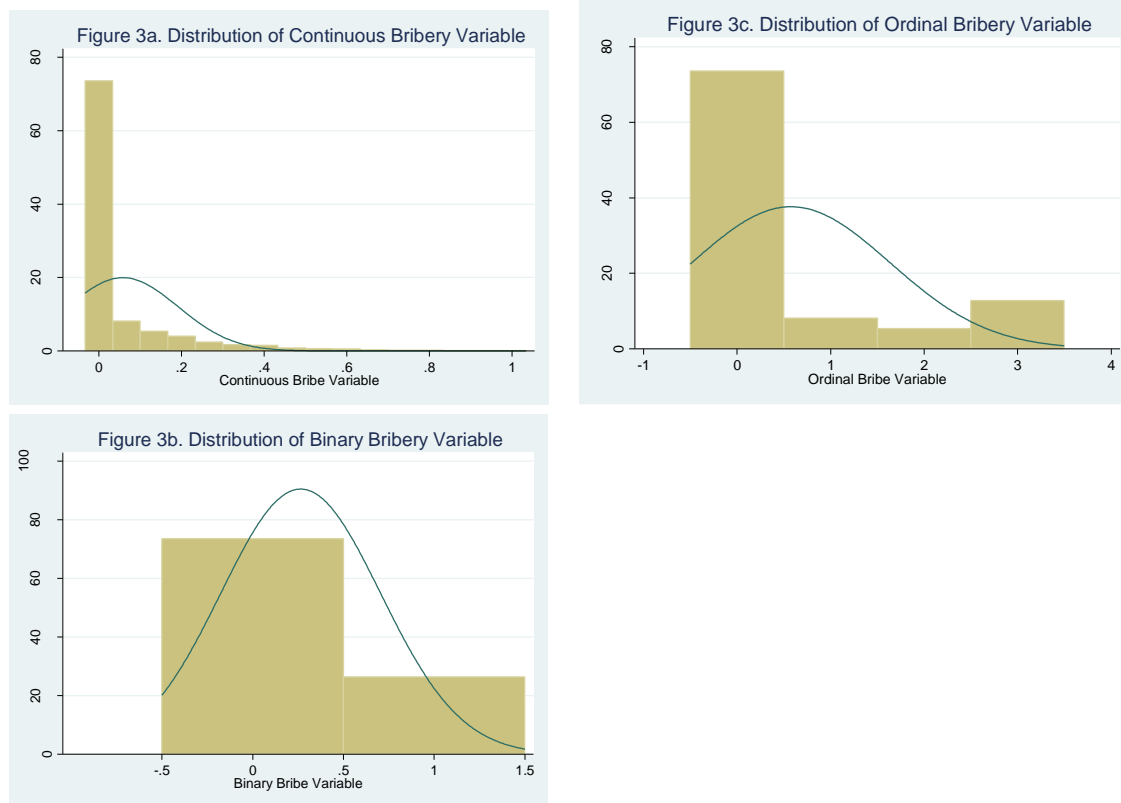 Figure 3a. Distribution of Continuous Bribery Variable
80
60
40
20
0
0 .2 .4 .6 .8 1
Continuous Bribe Variable
Figure 3c. Distribution of Ordinal Bribery Variable
80
60
40
20
0
-1 0 1 2 3 4
Ordinal Bribe Variable
Figure 3b. Distribution of Binary Bribery Variable
100
80
60
40
20
0
-.5 0 .5 1 1.5
Binary Bribe Variable